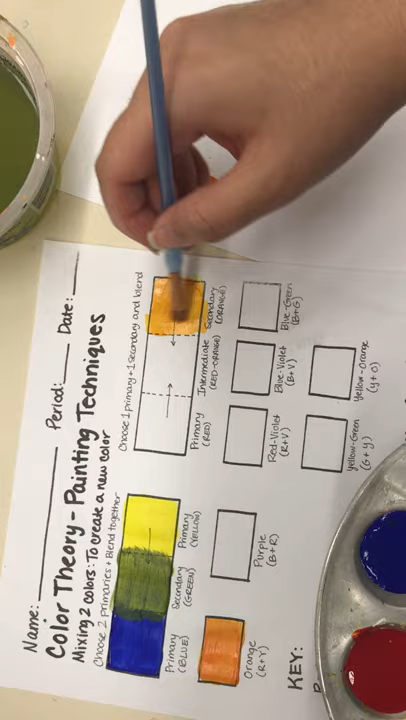 Name: Period: Date:
Color Theory - Painting Techniques
Mixing 2 colors: To create a new color
Choose 2 primaries + Blend together
Primary (BLUE)
Secondary (GREEN)
Primary (YELLOW)
Choose 1 primary + 1 secondary and blend
Primary (RED)
Intermediate (RED-ORANGE)
Secondary (ORANGE)
Orange (R+Y)
Purple (B+R)
Red-Violet (R+V)
Blue-Violet (B+V)
Blue-Green (B+G)
Yellow-Green (G+Y)
Yellow-Orange (Y+O)
KEY: